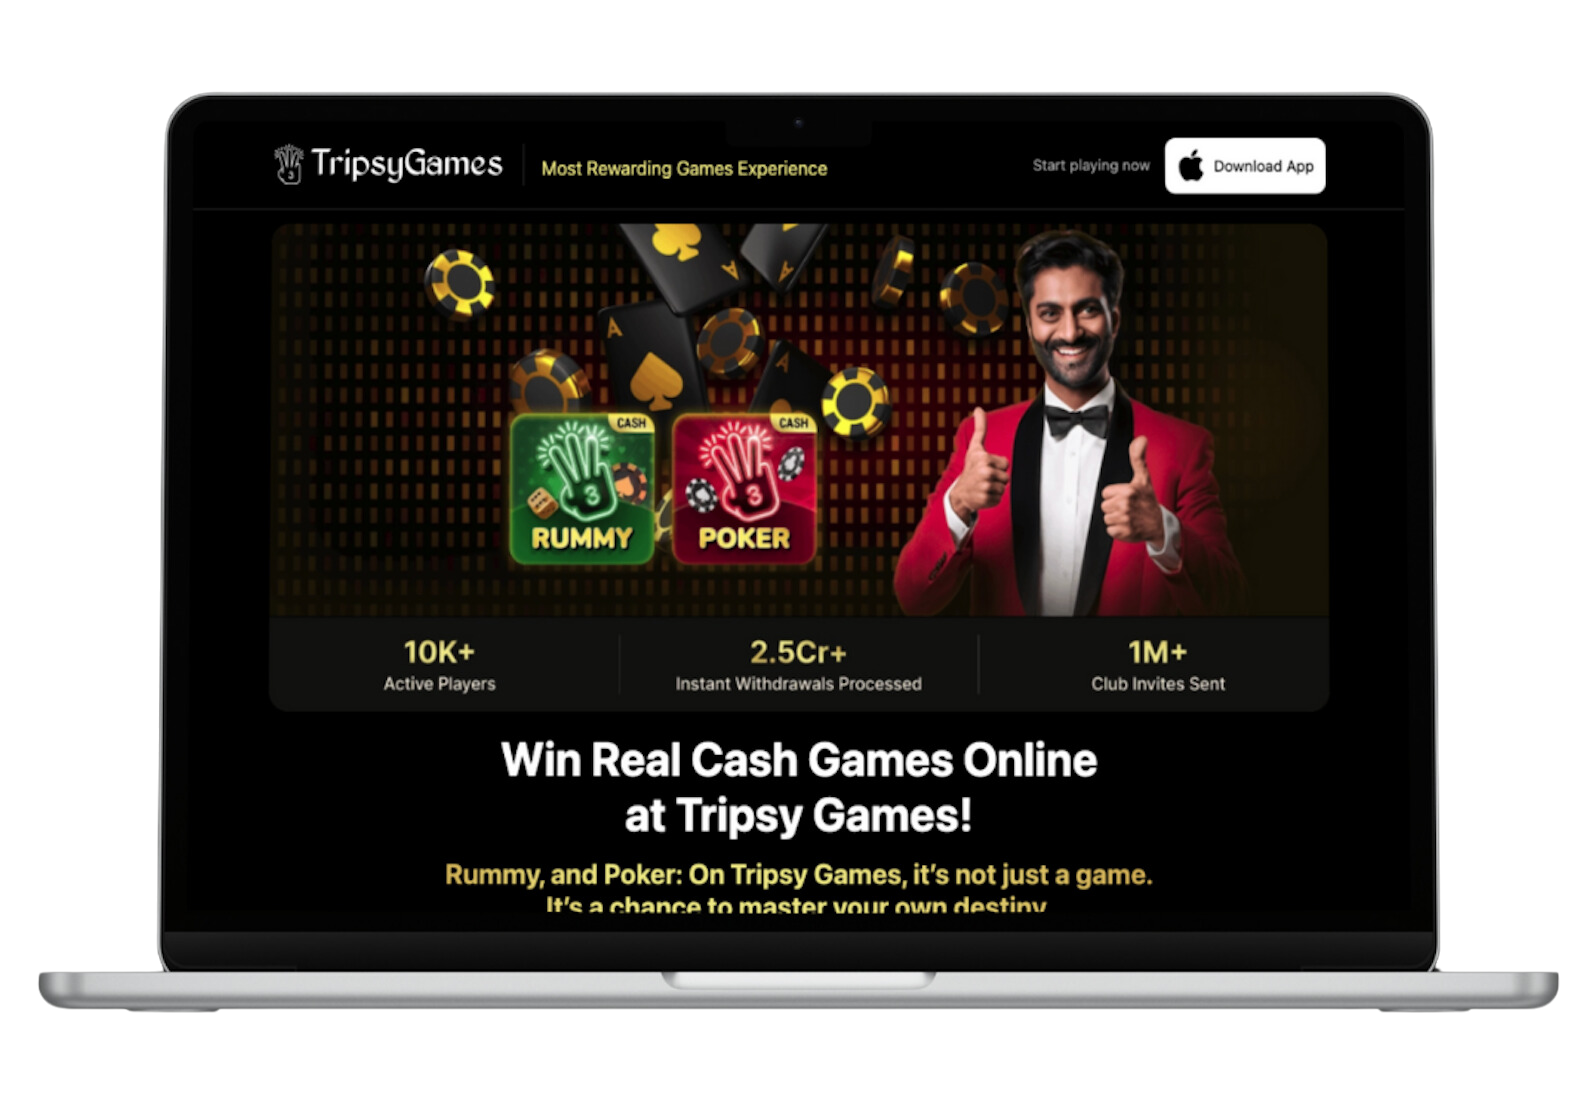 TripsyGames
Most Rewarding Games Experience
Start playing now
Download App
A
A
A
A
CASH
3
RUMMY
CASH
3
POKER
10K+
Active Players
2.5Cr+
Instant Withdrawals Processed
1M+
Club Invites Sent
Win Real Cash Games Online
at Tripsy Games!
Rummy, and Poker: On Tripsy Games, it's not just a game.
It's a chance to master your own destiny